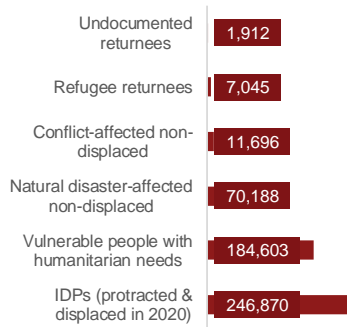 Undocumented
returnees
1,912
Refugee returnees
7,045
Conflict-affected non-
displaced
11,696
Natural disaster-affected
non-displaced
70,188
Vulnerable people with
humanitarian needs
184,603
IDPs (protracted &
displaced in 2020)
246,870